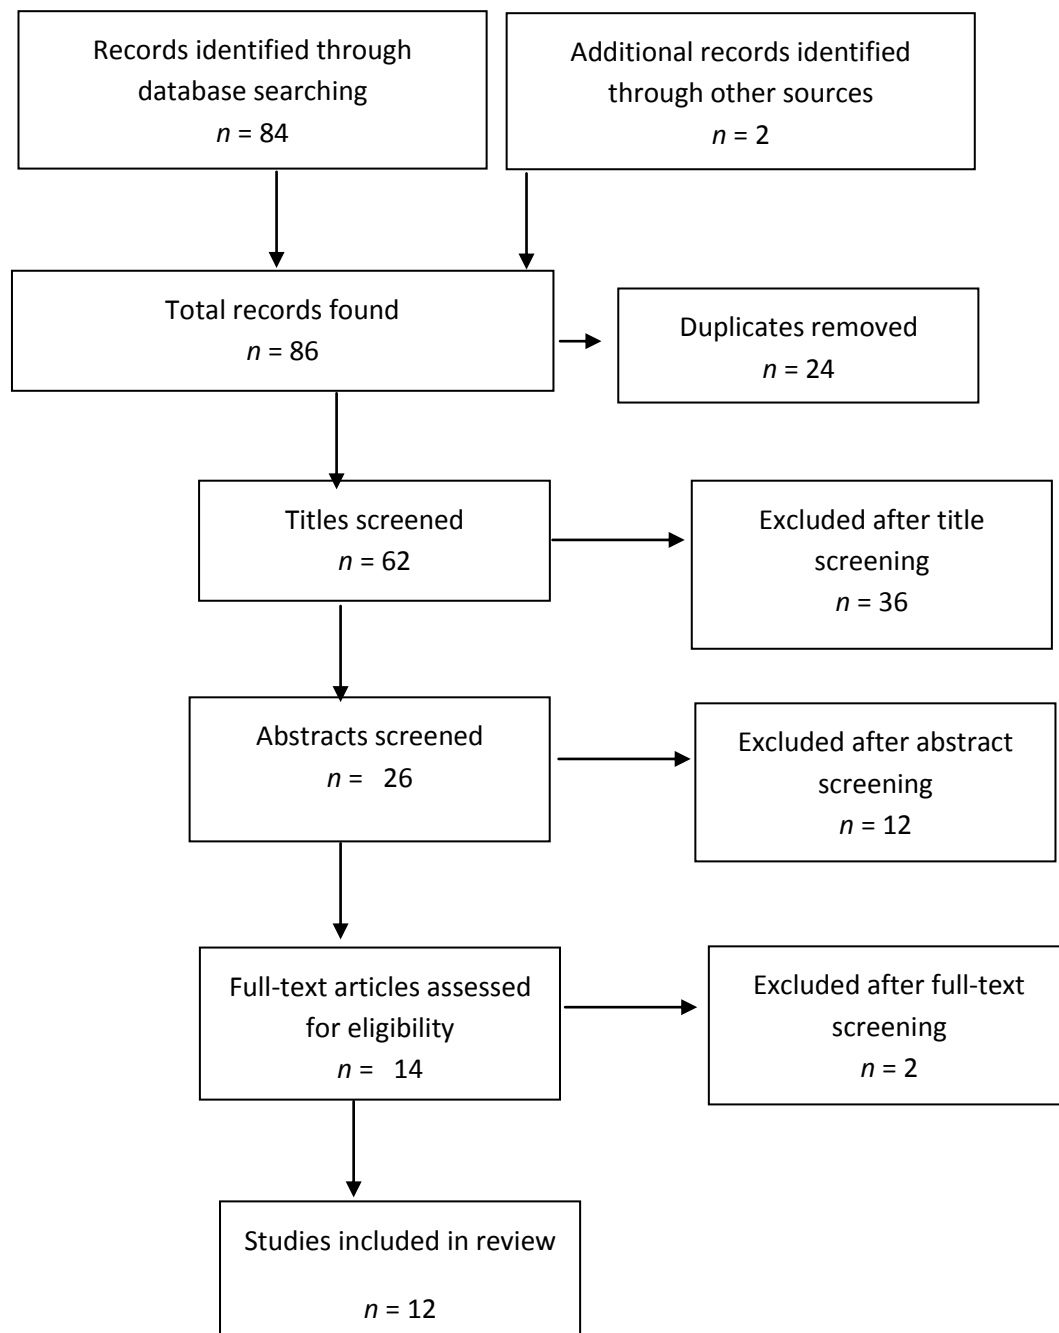 Records identified through
database searching
n = 84
Additional records identified
through other sources
n = 2
Total records found
n = 86
Duplicates removed
n = 24
Titles screened
n = 62
Excluded after title
screening
n = 36
Abstracts screened
n = 26
Excluded after abstract
screening
n = 12
Full-text articles assessed
for eligibility
n = 14
Excluded after full-text
screening
n = 2
Studies included in review
n = 12